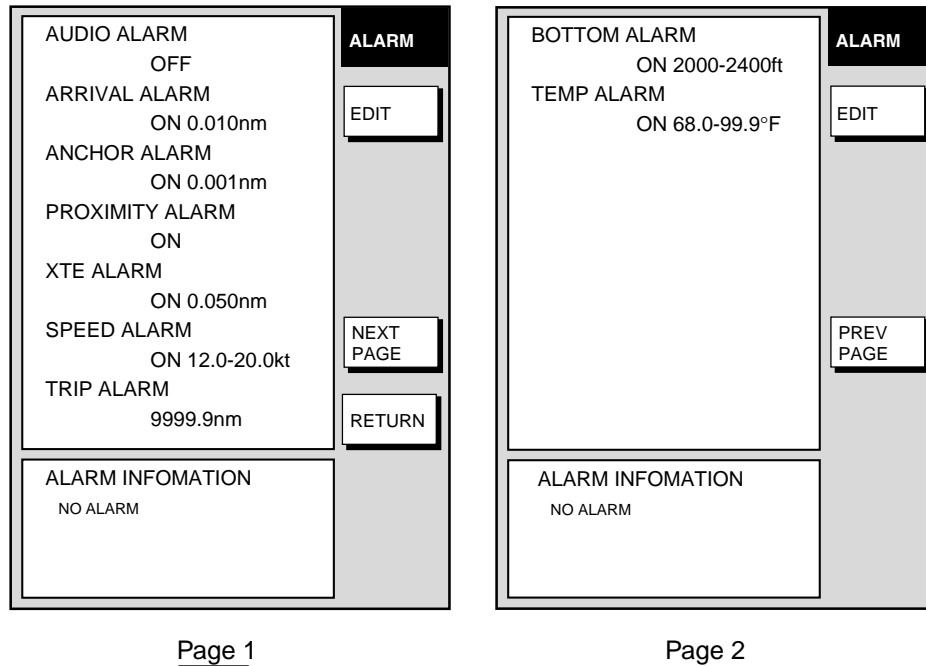 AUDIO ALARM
OFF
ARRIVAL ALARM
ON 0.010nm
ANCHOR ALARM
ON 0.001nm
PROXIMITY ALARM
ON
XTE ALARM
ON 0.050nm
SPEED ALARM
ON 12.0-20.0kt
TRIP ALARM
9999.9nm
ALARM
EDIT
NEXT
PAGE
RETURN
ALARM INFOMATION
NO ALARM
Page 1
BOTTOM ALARM
ON 2000-2400ft
TEMP ALARM
ON 68.0-99.9°F
ALARM
EDIT
PREV
PAGE
ALARM INFOMATION
NO ALARM
Page 2